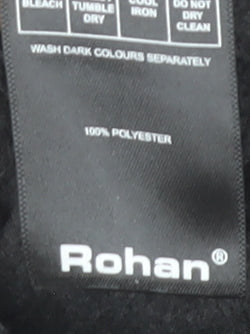 BLEACH TUMBLE DRY COOL IRON DO NOT DRY CLEAN
WASH DARK COLOURS SEPARATELY
100% POLYESTER
Rohan®